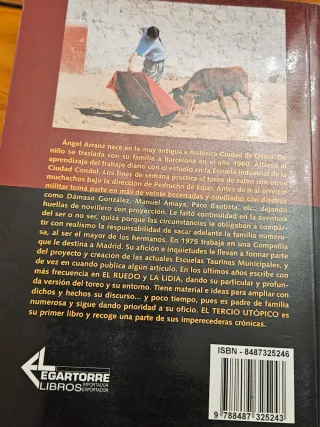 Ángel Arranz nace en la muy antigua e histórica Ciudad de Osma. De
niño se traslada con su familia a Barcelona en el año 1960. Alternó el
aprendizaje del trabajo diario con el estudio en la Escuela Industrial de la
Ciudad Condal. Los fines de semana practica el toreo de salón con otros
muchachos bajo la dirección de Pedrucho de Eibar. Antes de ir al servicio
militar toma parte en más de veinte becerradas y novilladas con diestros
como Dámaso González, Manuel Amaya, Paco Bautista, etc., dejando
huellas de novillero con proyección. Le faltó continuidad en la aventura
del ser o no ser, quizá porque las circunstancias le obligaban a compar-
tir con realismo la responsabilidad de sacar adelante la familia numero-
sa, al ser el mayor de los hermanos. En 1975 trabaja en una Compañía
que le destina a Madrid. Su afición e inquietudes le llevan a formar parte
del proyecto y creación de las actuales Escuelas Taurinas Municipales, y
de vez en cuando publica algún artículo. En los últimos años escribe con
más frecuencia en EL RUEDO y LA LIDIA, dando su particular y profun-
da versión del toreo y su entorno. Tiene material e ideas para ampliar con
dichos y hechos su discurso... y poco tiempo, pues es padre de familia
numerosa y sigue dando prioridad a su oficio. EL TERCIO UTÓPICO es
su primer libro y recoge una parte de sus imperecederas crónicas.
EGARTORRE
LIBROS
IMPORTADOR
EXPORTADOR
ISBN - 8487325246
9 788487 325243